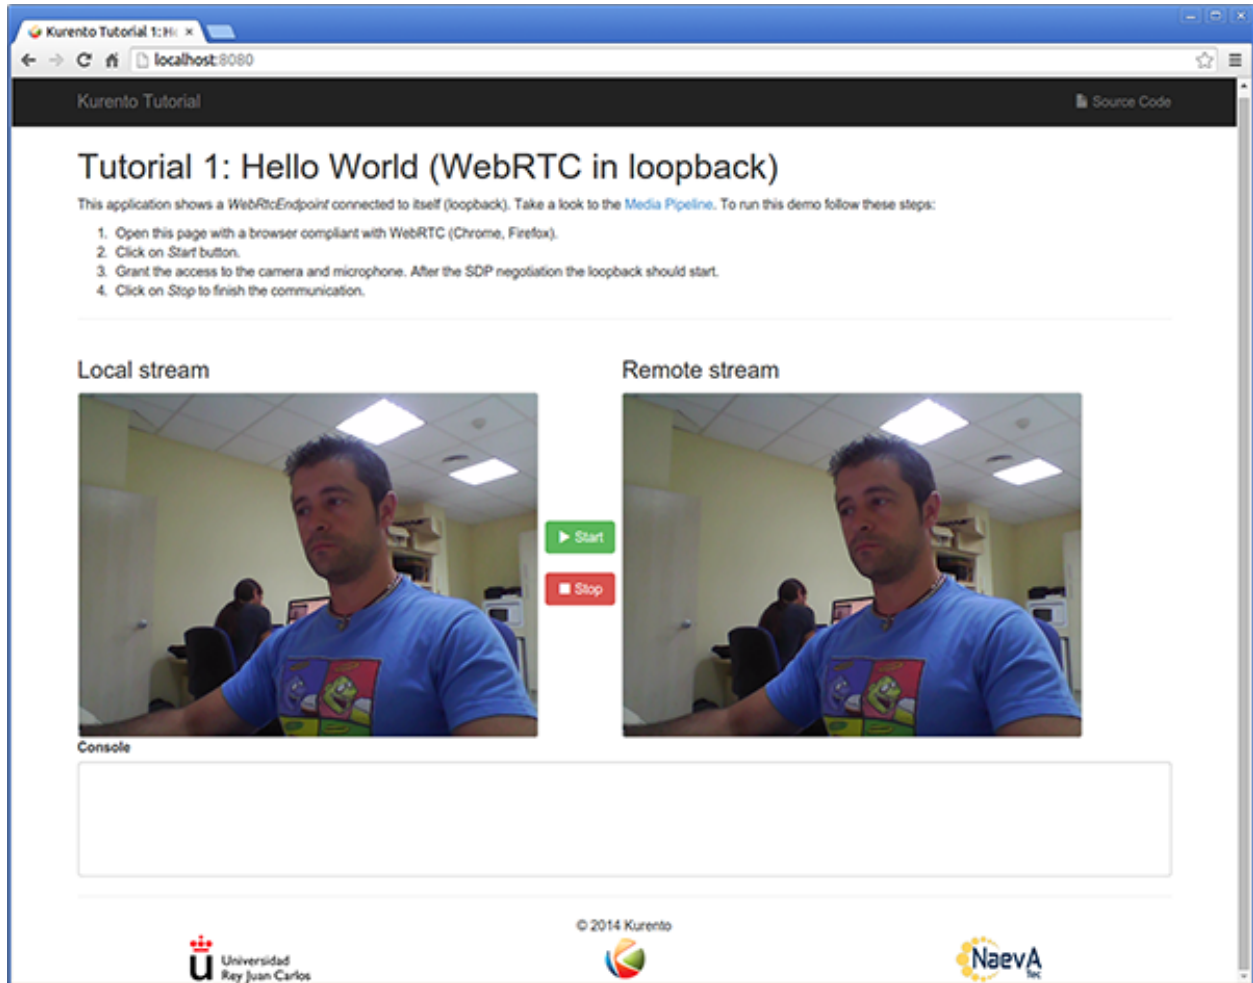 Kurento Tutorial 1: He
localhost:8080
Kurento Tutorial
Source Code
Tutorial 1: Hello World (WebRTC in loopback)
This application shows a WebRtcEndpoint connected to itself (loopback). Take a look to the Media Pipeline. To run this demo follow these steps:
1. Open this page with a browser compliant with WebRTC (Chrome, Firefox).
2. Click on Start button.
3. Grant the access to the camera and microphone. After the SDP negotiation the loopback should start.
4. Click on Stop to finish the communication.
Local stream
Remote stream
Start
Stop
Console
© 2014 Kurento
Universidad
Rey Juan Carlos
NaevA
Tec